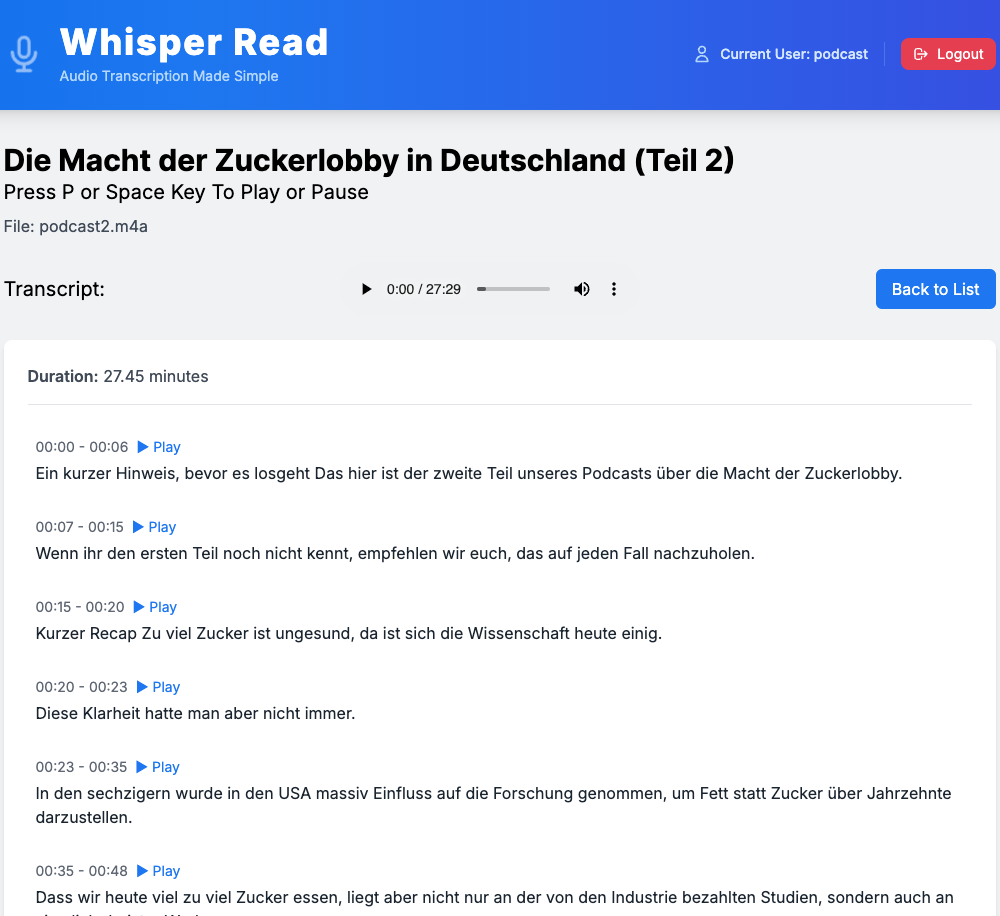 Whisper Read
Audio Transcription Made Simple
Current User: podcast
Logout
Die Macht der Zuckerlobby in Deutschland (Teil 2)
Press P or Space Key To Play or Pause
File: podcast2.m4a
Transcript:
0:00 / 27:29
Back to List
Duration: 27.45 minutes
00:00 - 00:06 Play
Ein kurzer Hinweis, bevor es losgeht Das hier ist der zweite Teil unseres Podcasts über die Macht der Zuckerlobby.
00:07 - 00:15 Play
Wenn ihr den ersten Teil noch nicht kennt, empfehlen wir euch, das auf jeden Fall nachzuholen.
00:15 - 00:20 Play
Kurzer Recap Zu viel Zucker ist ungesund, da ist sich die Wissenschaft heute einig.
00:20 - 00:23 Play
Diese Klarheit hatte man aber nicht immer.
00:23 - 00:35 Play
In den sechzigern wurde in den USA massiv Einfluss auf die Forschung genommen, um Fett statt Zucker über Jahrzehnte
darzustellen.
00:35 - 00:48 Play
Dass wir heute viel zu viel Zucker essen, liegt aber nicht nur an der von den Industrie bezahlten Studien, sondern auch an